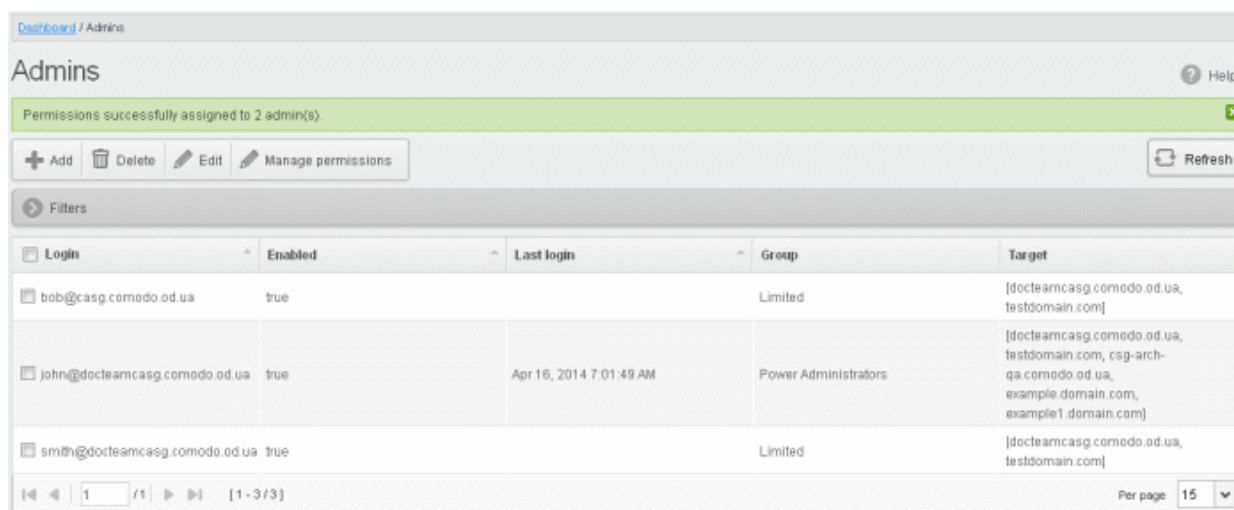 Dashboard / Admins
Admins
Help
Permissions successfully assigned to 2 admin(s).
Add Delete Edit Manage permissions Refresh
Filters
Login Enabled Last login Group Target
bob@casg.comodo.od.ua true Limited [docteamcasg.comodo.od.ua,
testdomain.com]
john@docteamcasg.comodo.od.ua true Apr 16, 2014 7:01:49 AM Power Administrators [docteamcasg.comodo.od.ua,
testdomain.com, csg-arch-
qa.comodo.od.ua,
example.domain.com,
example1.domain.com]
smith@docteamcasg.comodo.od.ua true Limited [docteamcasg.comodo.od.ua,
testdomain.com]
1 /1 [1 - 3 / 3] Per page 15